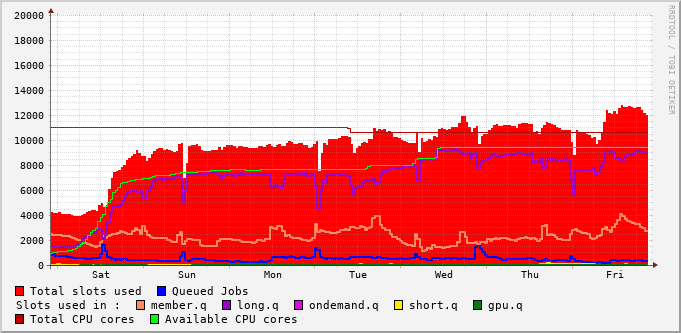 20000
18000
16000
14000
12000
10000
8000
6000
4000
2000
0
Sat Sun Mon Tue Wed Thu Fri
RRDTOOL / TOBI OETIKER
Total slots used Queued Jobs
Slots used in : member.q long.q ondemand.q short.q gpu.q
Total CPU cores Available CPU cores